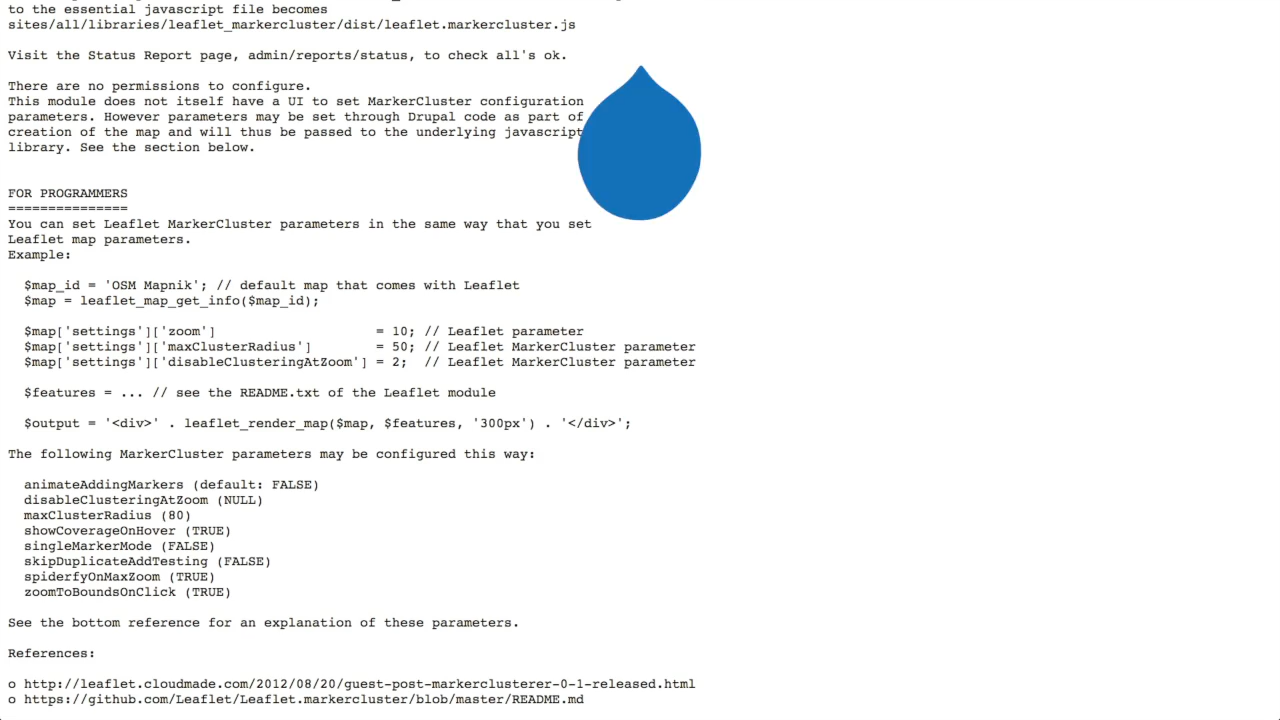 to the essential javascript file becomes
sites/all/libraries/leaflet_markercluster/dist/leaflet.markercluster.js
Visit the Status Report page, admin/reports/status, to check all's ok.
There are no permissions to configure.
This module does not itself have a UI to set MarkerCluster configuration
parameters. However parameters may be set through Drupal code as part of
creation of the map and will thus be passed to the underlying javascript
library. See the section below.
FOR PROGRAMMERS
===============
You can set Leaflet MarkerCluster parameters in the same way that you set
Leaflet map parameters.
Example:
$map_id = 'OSM Mapnik'; // default map that comes with Leaflet
$map = leaflet_map_get_info($map_id);
$map['settings']['zoom'] = 10; // Leaflet parameter
$map['settings']['maxClusterRadius'] = 50; // Leaflet MarkerCluster parameter
$map['settings']['disableClusteringAtZoom'] = 2; // Leaflet MarkerCluster parameter
$features = ... // see the README.txt of the Leaflet module
$output = '<div>' . leaflet_render_map($map, $features, '300px') . '</div>';
The following MarkerCluster parameters may be configured this way:
animateAddingMarkers (default: FALSE)
disableClusteringAtZoom (NULL)
maxClusterRadius (80)
showCoverageOnHover (TRUE)
singleMarkerMode (FALSE)
skipDuplicateAddTesting (FALSE)
spiderfyOnMaxZoom (TRUE)
zoomToBoundsOnClick (TRUE)
See the bottom reference for an explanation of these parameters.
References:
o http://leaflet.cloudmade.com/2012/08/20/guest-post-markerclusterer-0-1-released.html
o https://github.com/Leaflet/Leaflet.markercluster/blob/master/README.md